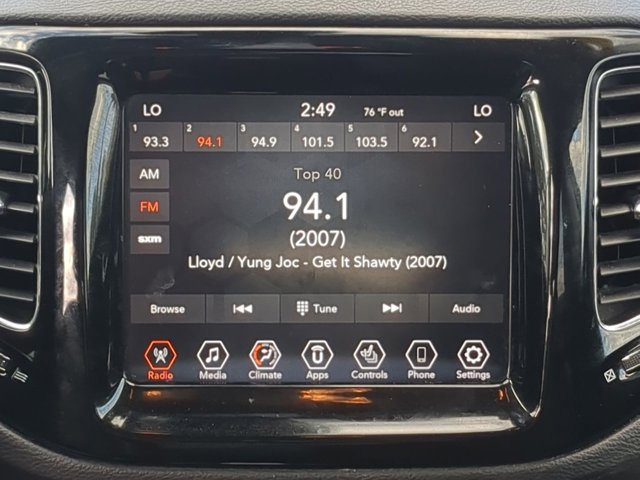 LO 2:49 76 °F out LO
1 93.3 2 94.1 3 94.9 4 101.5 5 103.5 6 92.1
AM
Top 40
FM
94.1
sxm
(2007)
Lloyd / Yung Joc - Get It Shawty (2007)
Browse Tune Audio
Radio Media Climate Apps Controls Phone Settings